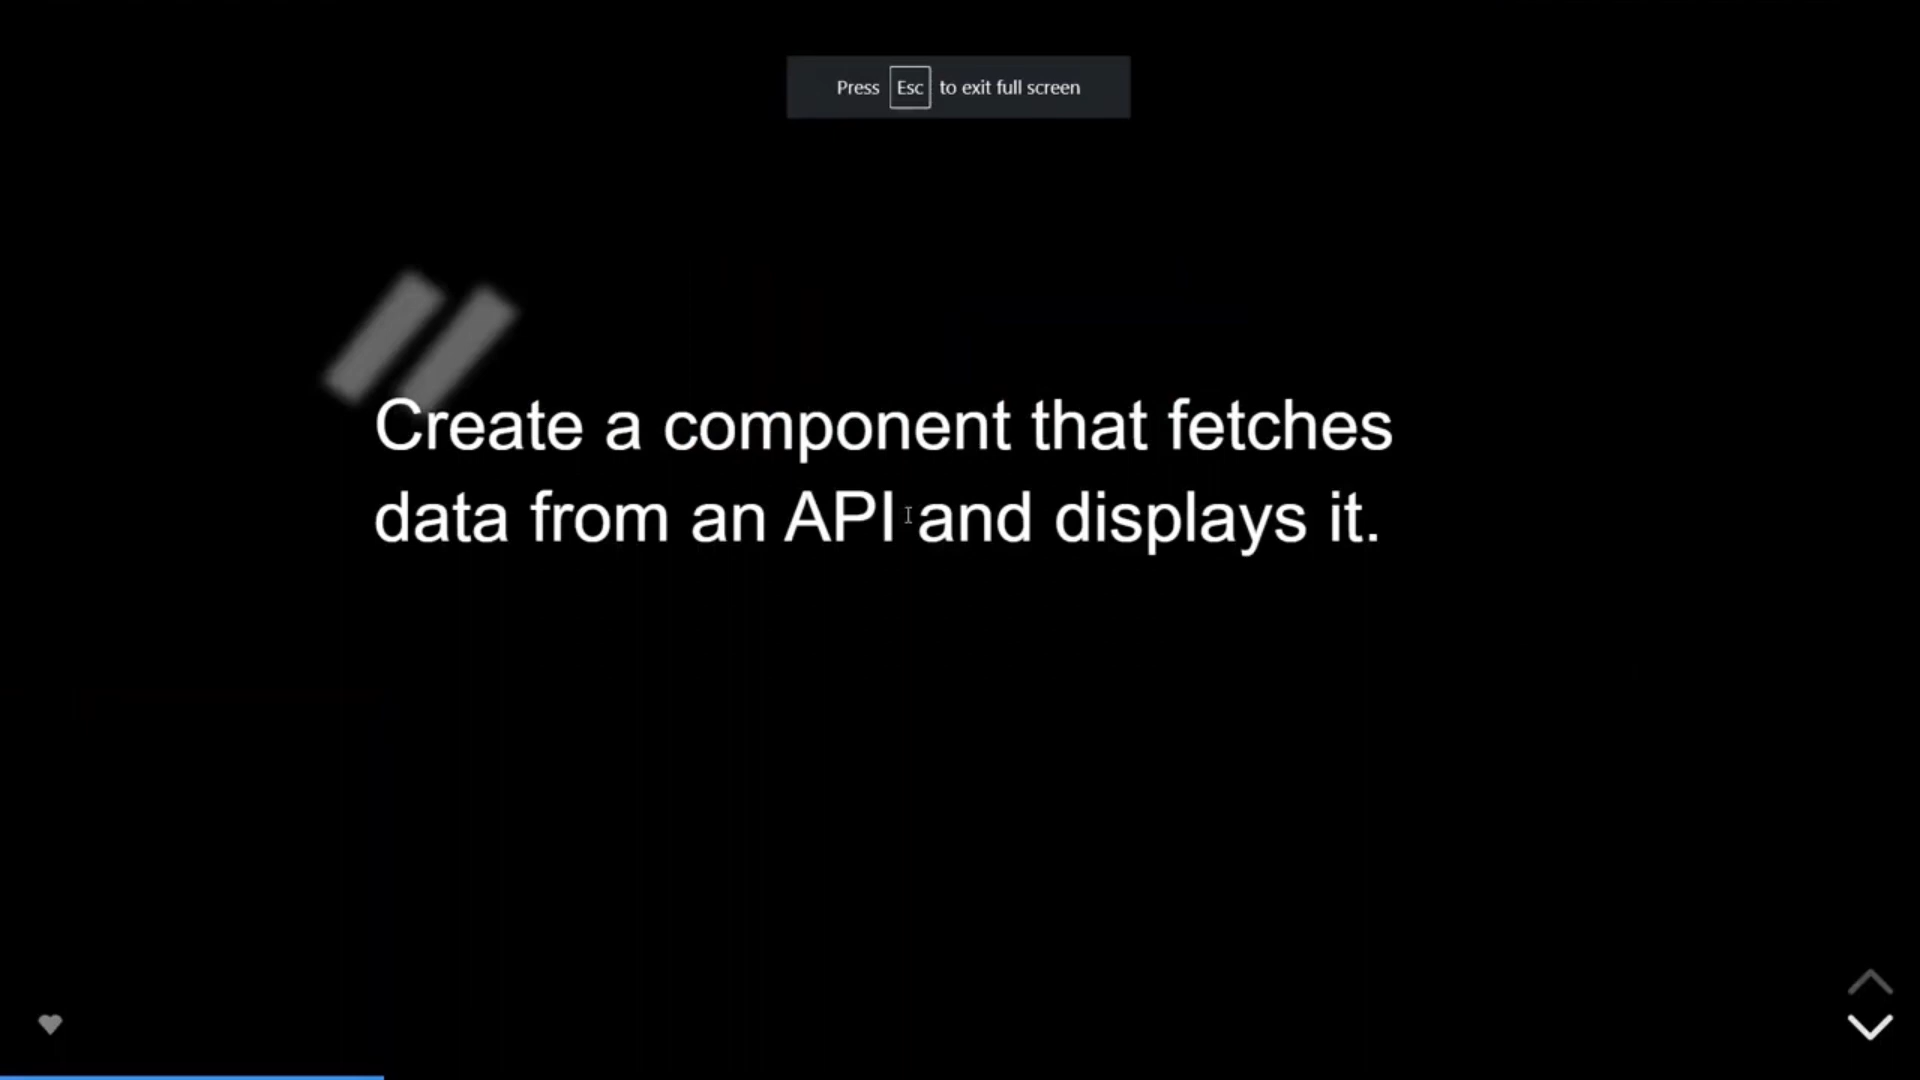 Press Esc to exit full screen
Create a component that fetches
data from an API and displays it.